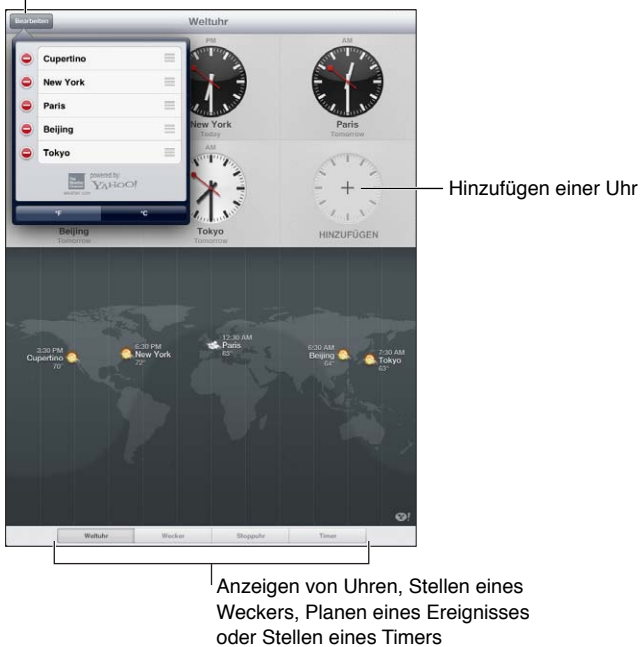 Bearbeiten
Weltuhr
Cupertino
New York
Paris
Beijing
Tokyo
powered by
YAHOO!
weather.com
°F
°C
PM
New York
Today
AM
Paris
Tomorrow
Beijing
Tomorrow
AM
Tokyo
Tomorrow
HINZUFÜGEN
Hinzufügen einer Uhr
3:30 PM
Cupertino
70°
6:30 PM
New York
72°
12:30 AM
Paris
63°
6:30 AM
Beijing
64°
7:30 AM
Tokyo
63°
Y!
Weltuhr
Wecker
Stoppuhr
Timer
Anzeigen von Uhren, Stellen eines
Weckers, Planen eines Ereignisses
oder Stellen eines Timers